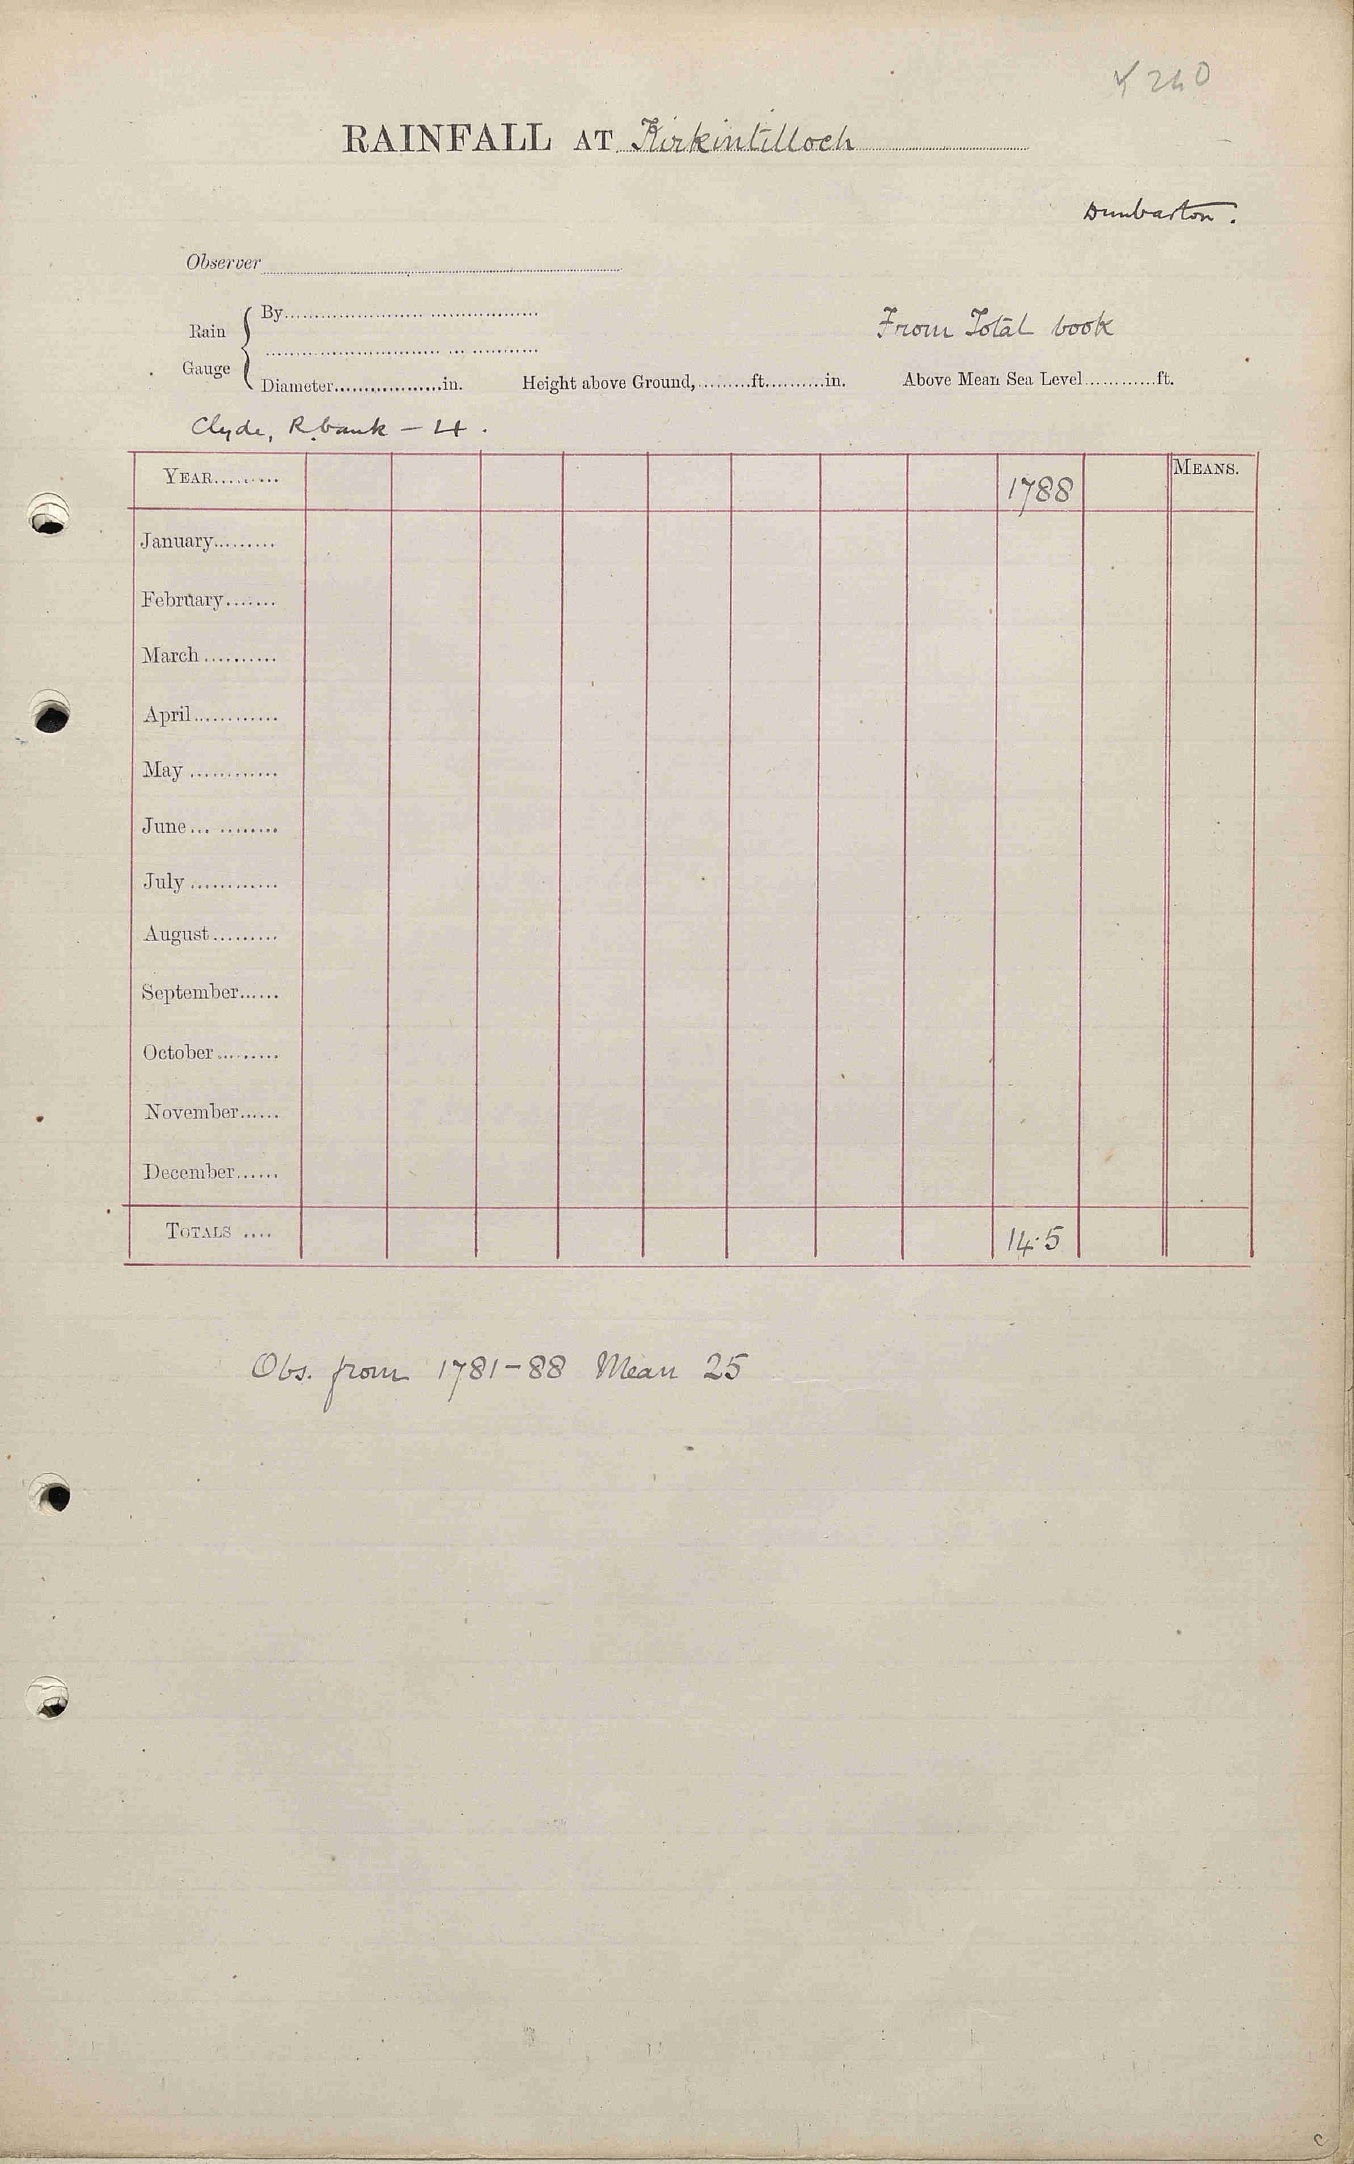 240
RAINFALL AT Kirkintilloch
Dunbarton.
Observer
Rain Gauge
By
From Total book
Diameter..................in. Height above Ground,.........ft..........in. Above Mean Sea Level............ft.
Clyde, R. bank - 4.
YEAR......... 1788 MEANS.
January.........
February.......
March..........
April............
May............
June... ........
July............
August.........
September......
October.........
November......
December......
TOTALS .... 14.5
Obs. from 1781-88 Mean 25